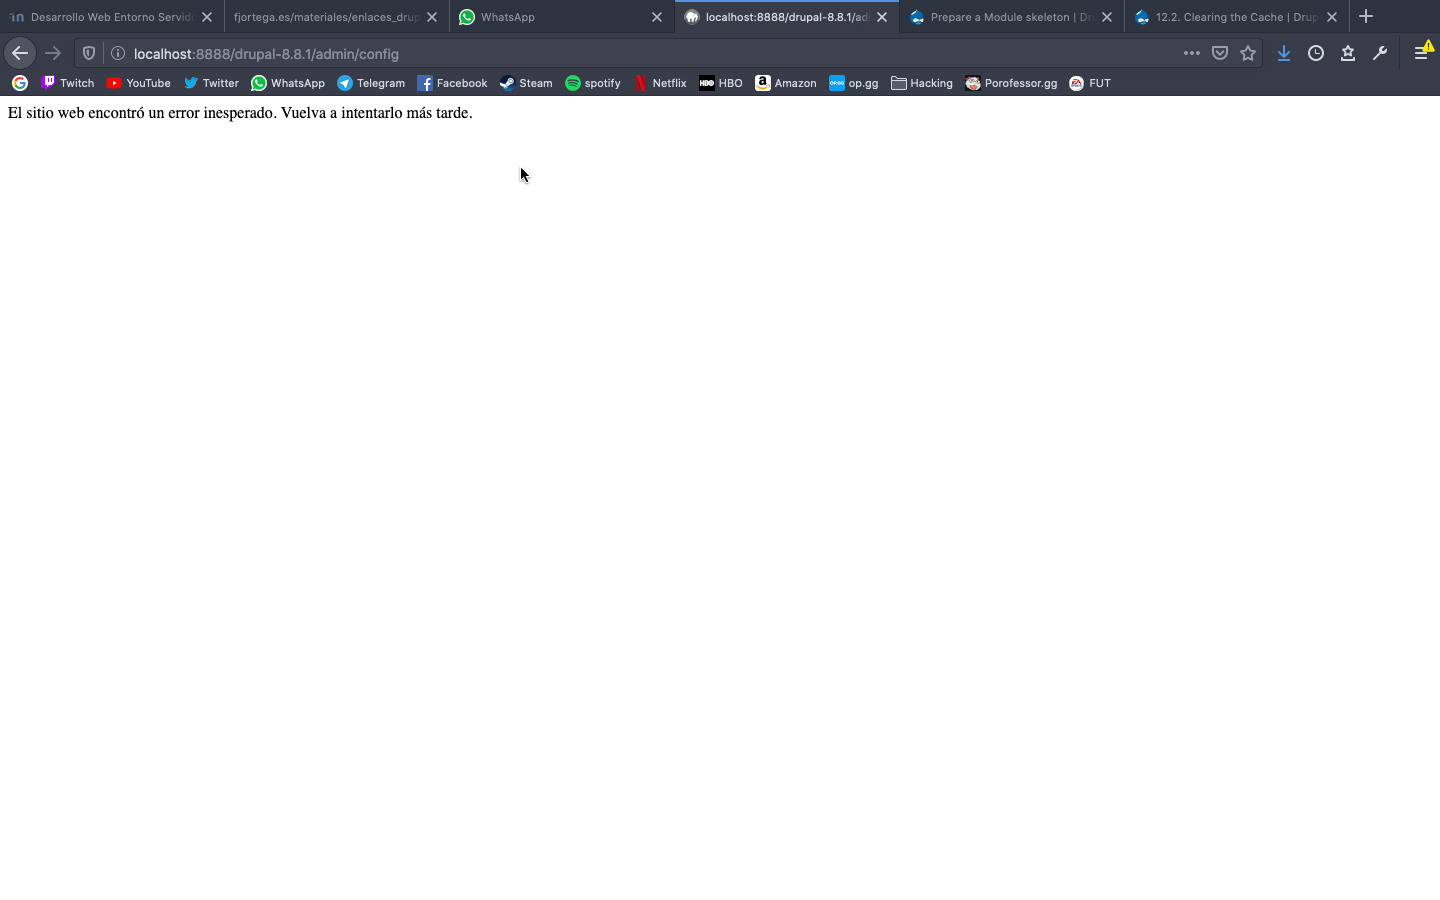 Desarrollo Web Entorno Servid
fjortega.es/materiales/enlaces_drup
WhatsApp
localhost:8888/drupal-8.8.1/ad
Prepare a Module skeleton | Dr
12.2. Clearing the Cache | Drup
localhost:8888/drupal-8.8.1/admin/config
Twitch YouTube Twitter WhatsApp Telegram Facebook Steam spotify Netflix HBO HBO Amazon OP.GG op.gg Hacking Porofessor.gg FUT
El sitio web encontró un error inesperado. Vuelva a intentarlo más tarde.